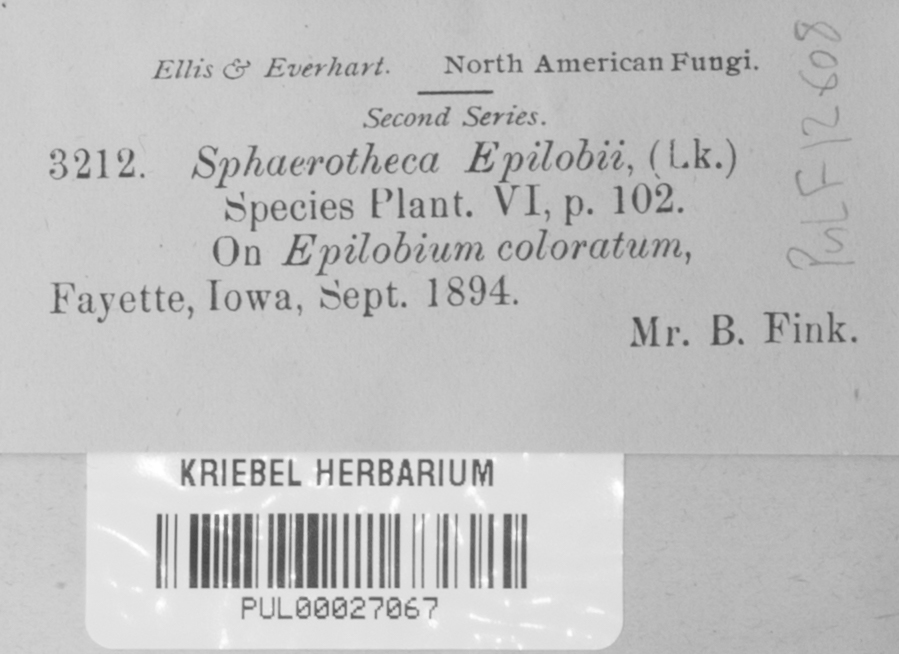 Ellis & Everhart. North American Fungi.
Second Series.
3212. Sphaerotheca Epilobii, (Lk.)
Species Plant. VI, p. 102.
On Epilobium coloratum,
Fayette, Iowa, Sept. 1894.
Mr. B. Fink.
PUL F12608
KRIEBEL HERBARIUM
PUL00027067